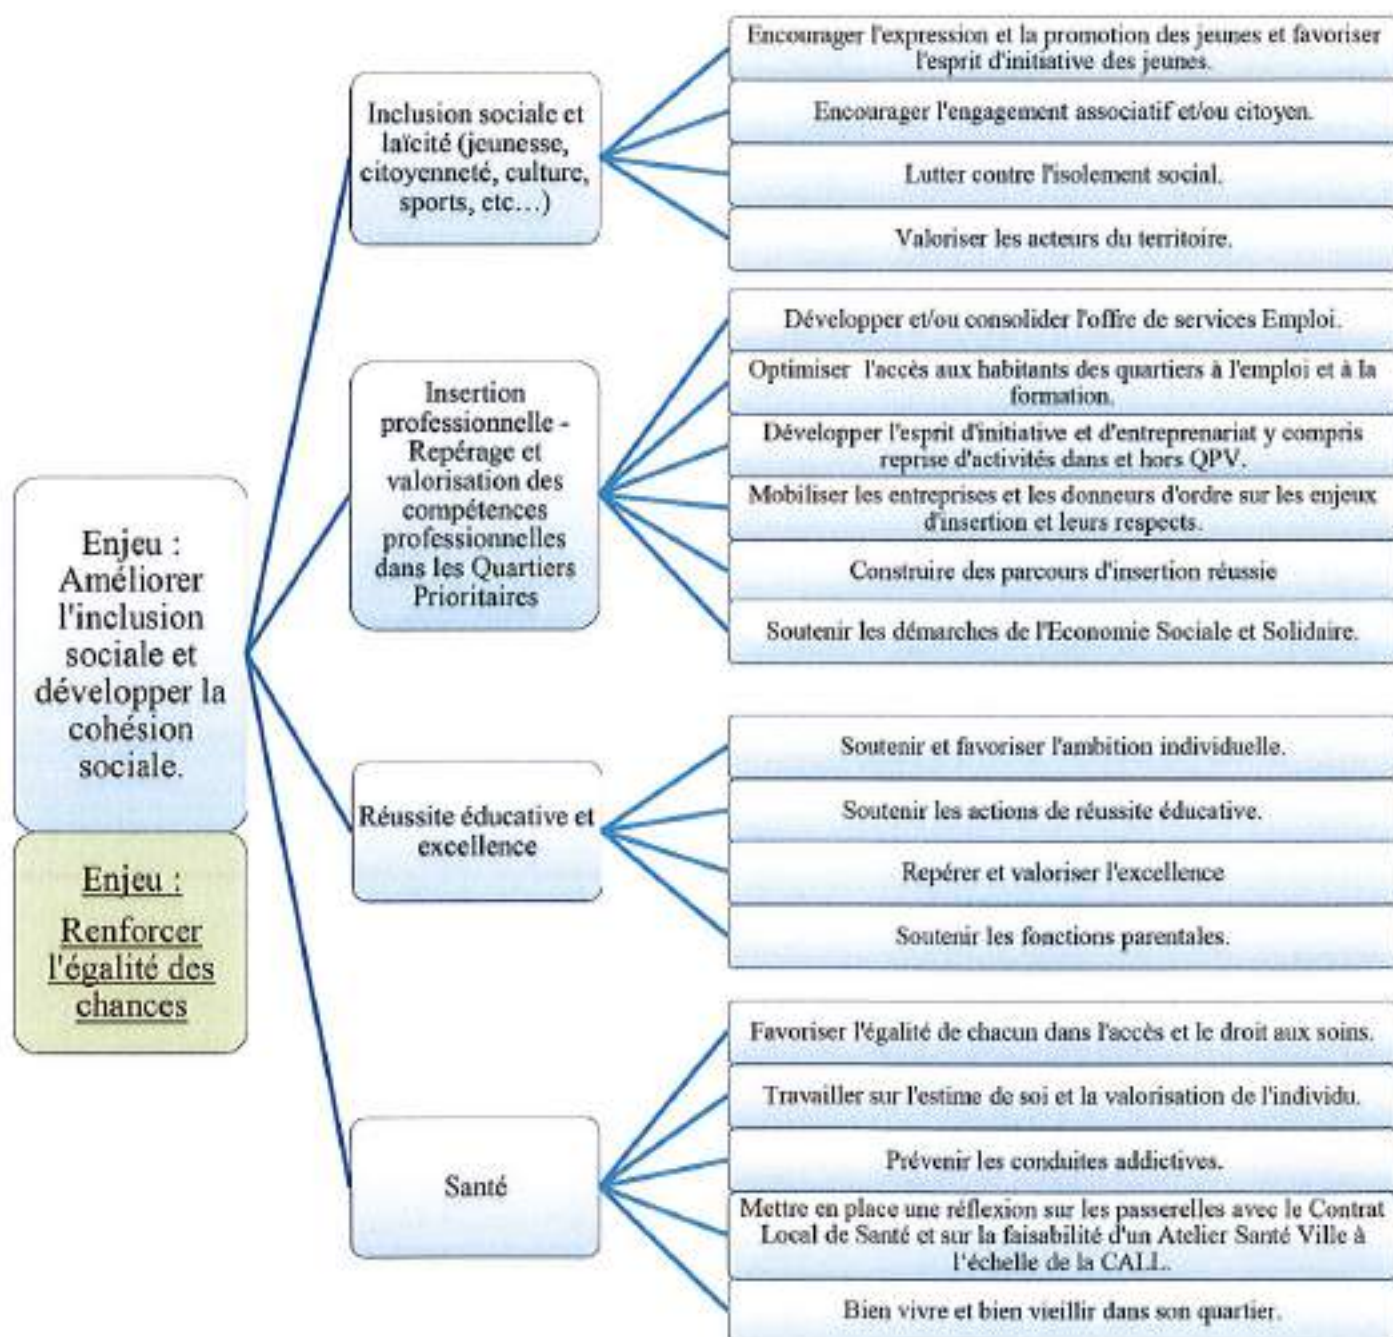 Enjeu :
Améliorer
l'inclusion
sociale et
développer la
cohésion
sociale.
Enjeu :
Renforcer
l'égalité des
chances
Inclusion sociale et
laïcité (jeunesse,
citoyenneté, culture,
sports, etc…)
Encourager l'expression et la promotion des jeunes et favoriser
l'esprit d'initiative des jeunes.
Encourager l'engagement associatif et/ou citoyen.
Lutter contre l'isolement social.
Valoriser les acteurs du territoire.
Insertion
professionnelle -
Repérage et
valorisation des
compétences
professionnelles
dans les Quartiers
Prioritaires
Développer et/ou consolider l'offre de services Emploi.
Optimiser l'accès aux habitants des quartiers à l'emploi et à la
formation.
Développer l'esprit d'initiative et d'entreprenariat y compris
reprise d'activités dans et hors QPV.
Mobiliser les entreprises et les donneurs d'ordre sur les enjeux
d'insertion et leurs respects.
Construire des parcours d'insertion réussie
Soutenir les démarches de l'Economie Sociale et Solidaire.
Réussite éducative et
excellence
Soutenir et favoriser l'ambition individuelle.
Soutenir les actions de réussite éducative.
Repérer et valoriser l'excellence
Soutenir les fonctions parentales.
Santé
Favoriser l'égalité de chacun dans l'accès et le droit aux soins.
Travailler sur l'estime de soi et la valorisation de l'individu.
Prévenir les conduites addictives.
Mettre en place une réflexion sur les passerelles avec le Contrat
Local de Santé et sur la faisabilité d'un Atelier Santé Ville à
l'échelle de la CALL.
Bien vivre et bien vieillir dans son quartier.